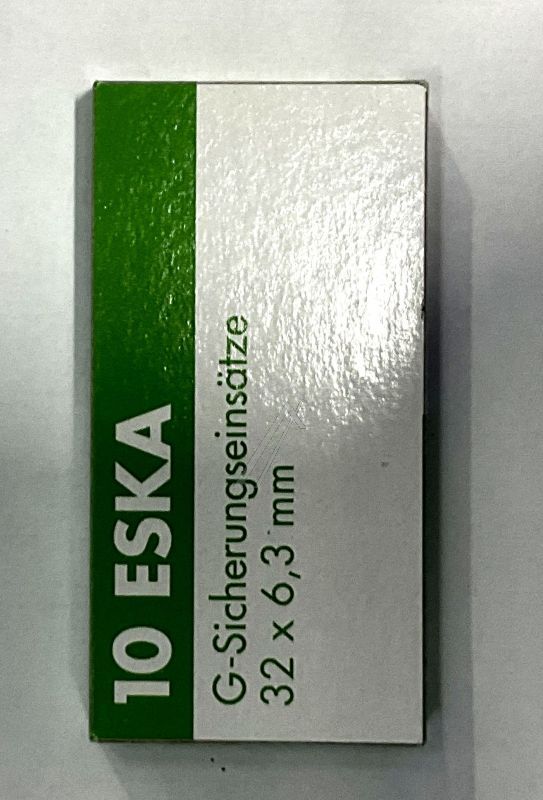 10 ESKA
G-Sicherungseinsätze
32 x 6,3 mm